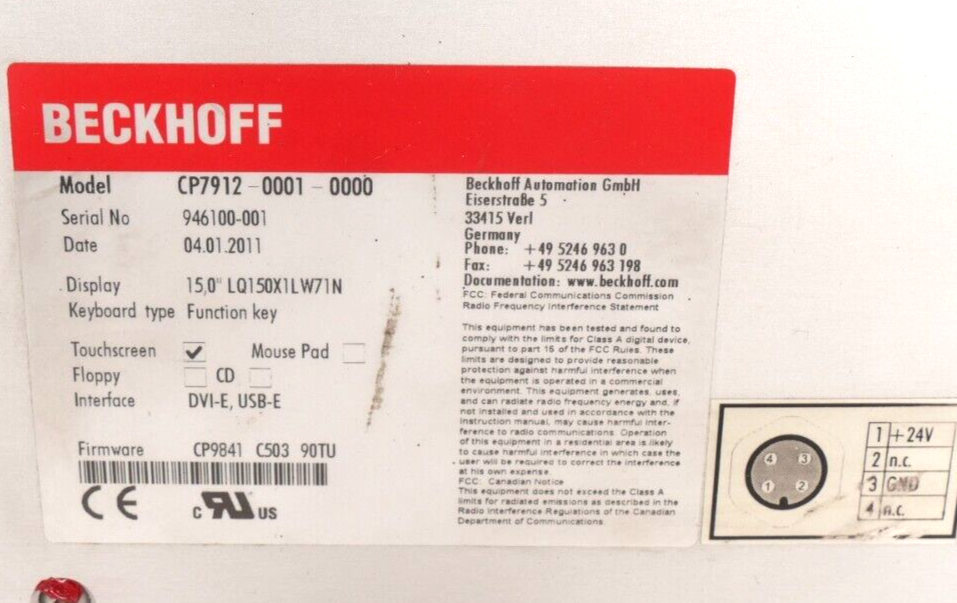 BECKHOFF
Model CP7912-0001-0000
Serial No 946100-001
Date 04.01.2011
Display 15,0" LQ150X1LW71N
Keyboard type Function key
Touchscreen ✔ Mouse Pad
Floppy CD
Interface DVI-E, USB-E
Firmware CP9841 C503 90TU
CE
c RU US
Beckhoff Automation GmbH
Eiserstraße 5
33415 Verl
Germany
Phone: +49 5246 963 0
Fax: +49 5246 963 198
Documentation: www.beckhoff.com
FCC: Federal Communications Commission
Radio Frequency Interference Statement
This equipment has been tested and found to
comply with the limits for Class A digital device,
pursuant to part 15 of the FCC Rules. These
limits are designed to provide reasonable
protection against harmful interference when
the equipment is operated in a commercial
environment. This equipment generates, uses,
and can radiate radio frequency energy and, if
not installed and used in accordance with the
instruction manual, may cause harmful inter-
ference to radio communications. Operation
of this equipment in a residential area is likely
to cause harmful interference in which case the
user will be required to correct the interference
at his own expense.
FCC: Canadian Notice
This equipment does not exceed the Class A
limits for radiated emissions as described in the
Radio Interference Regulations of the Canadian
Department of Communications.
4 3
1 2
1 +24V
2 n.c.
3 GND
4 n.c.